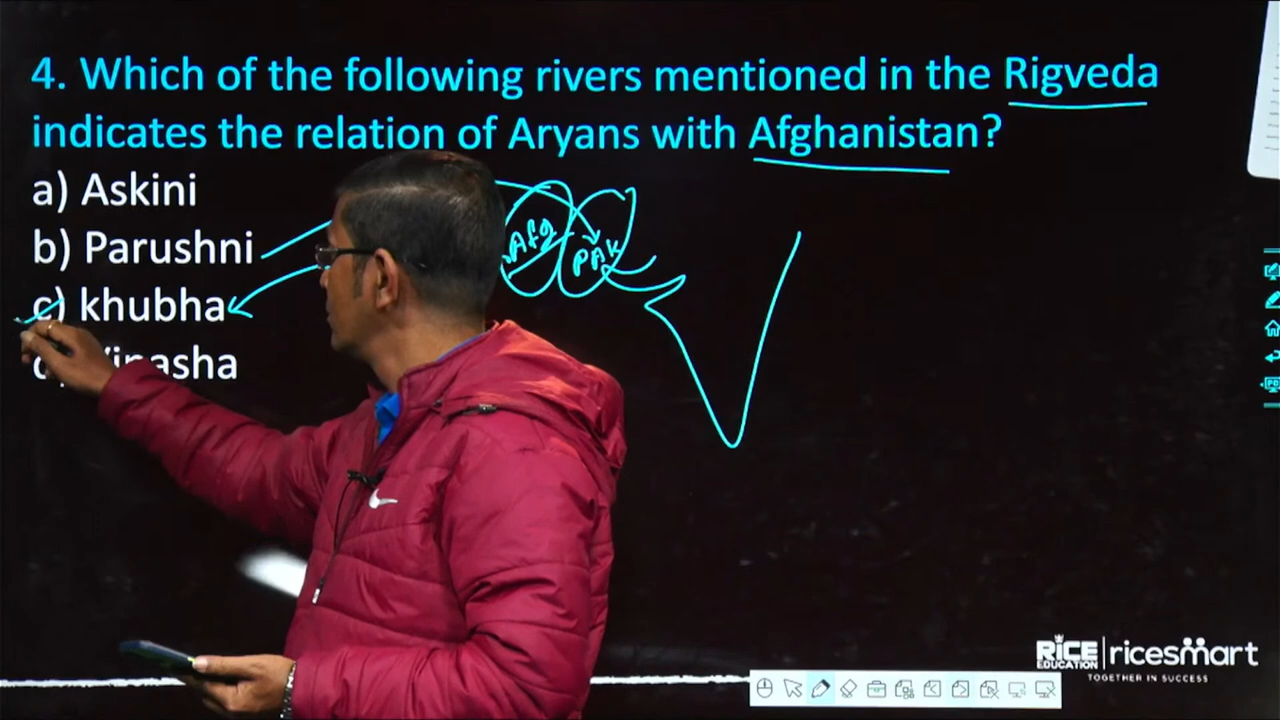 4. Which of the following rivers mentioned in the Rigveda
indicates the relation of Aryans with Afghanistan?
a) Askini
b) Parushni
c) khubha
Afg
PAK
RICE
EDUCATION
ricesmart
TOGETHER IN SUCCESS